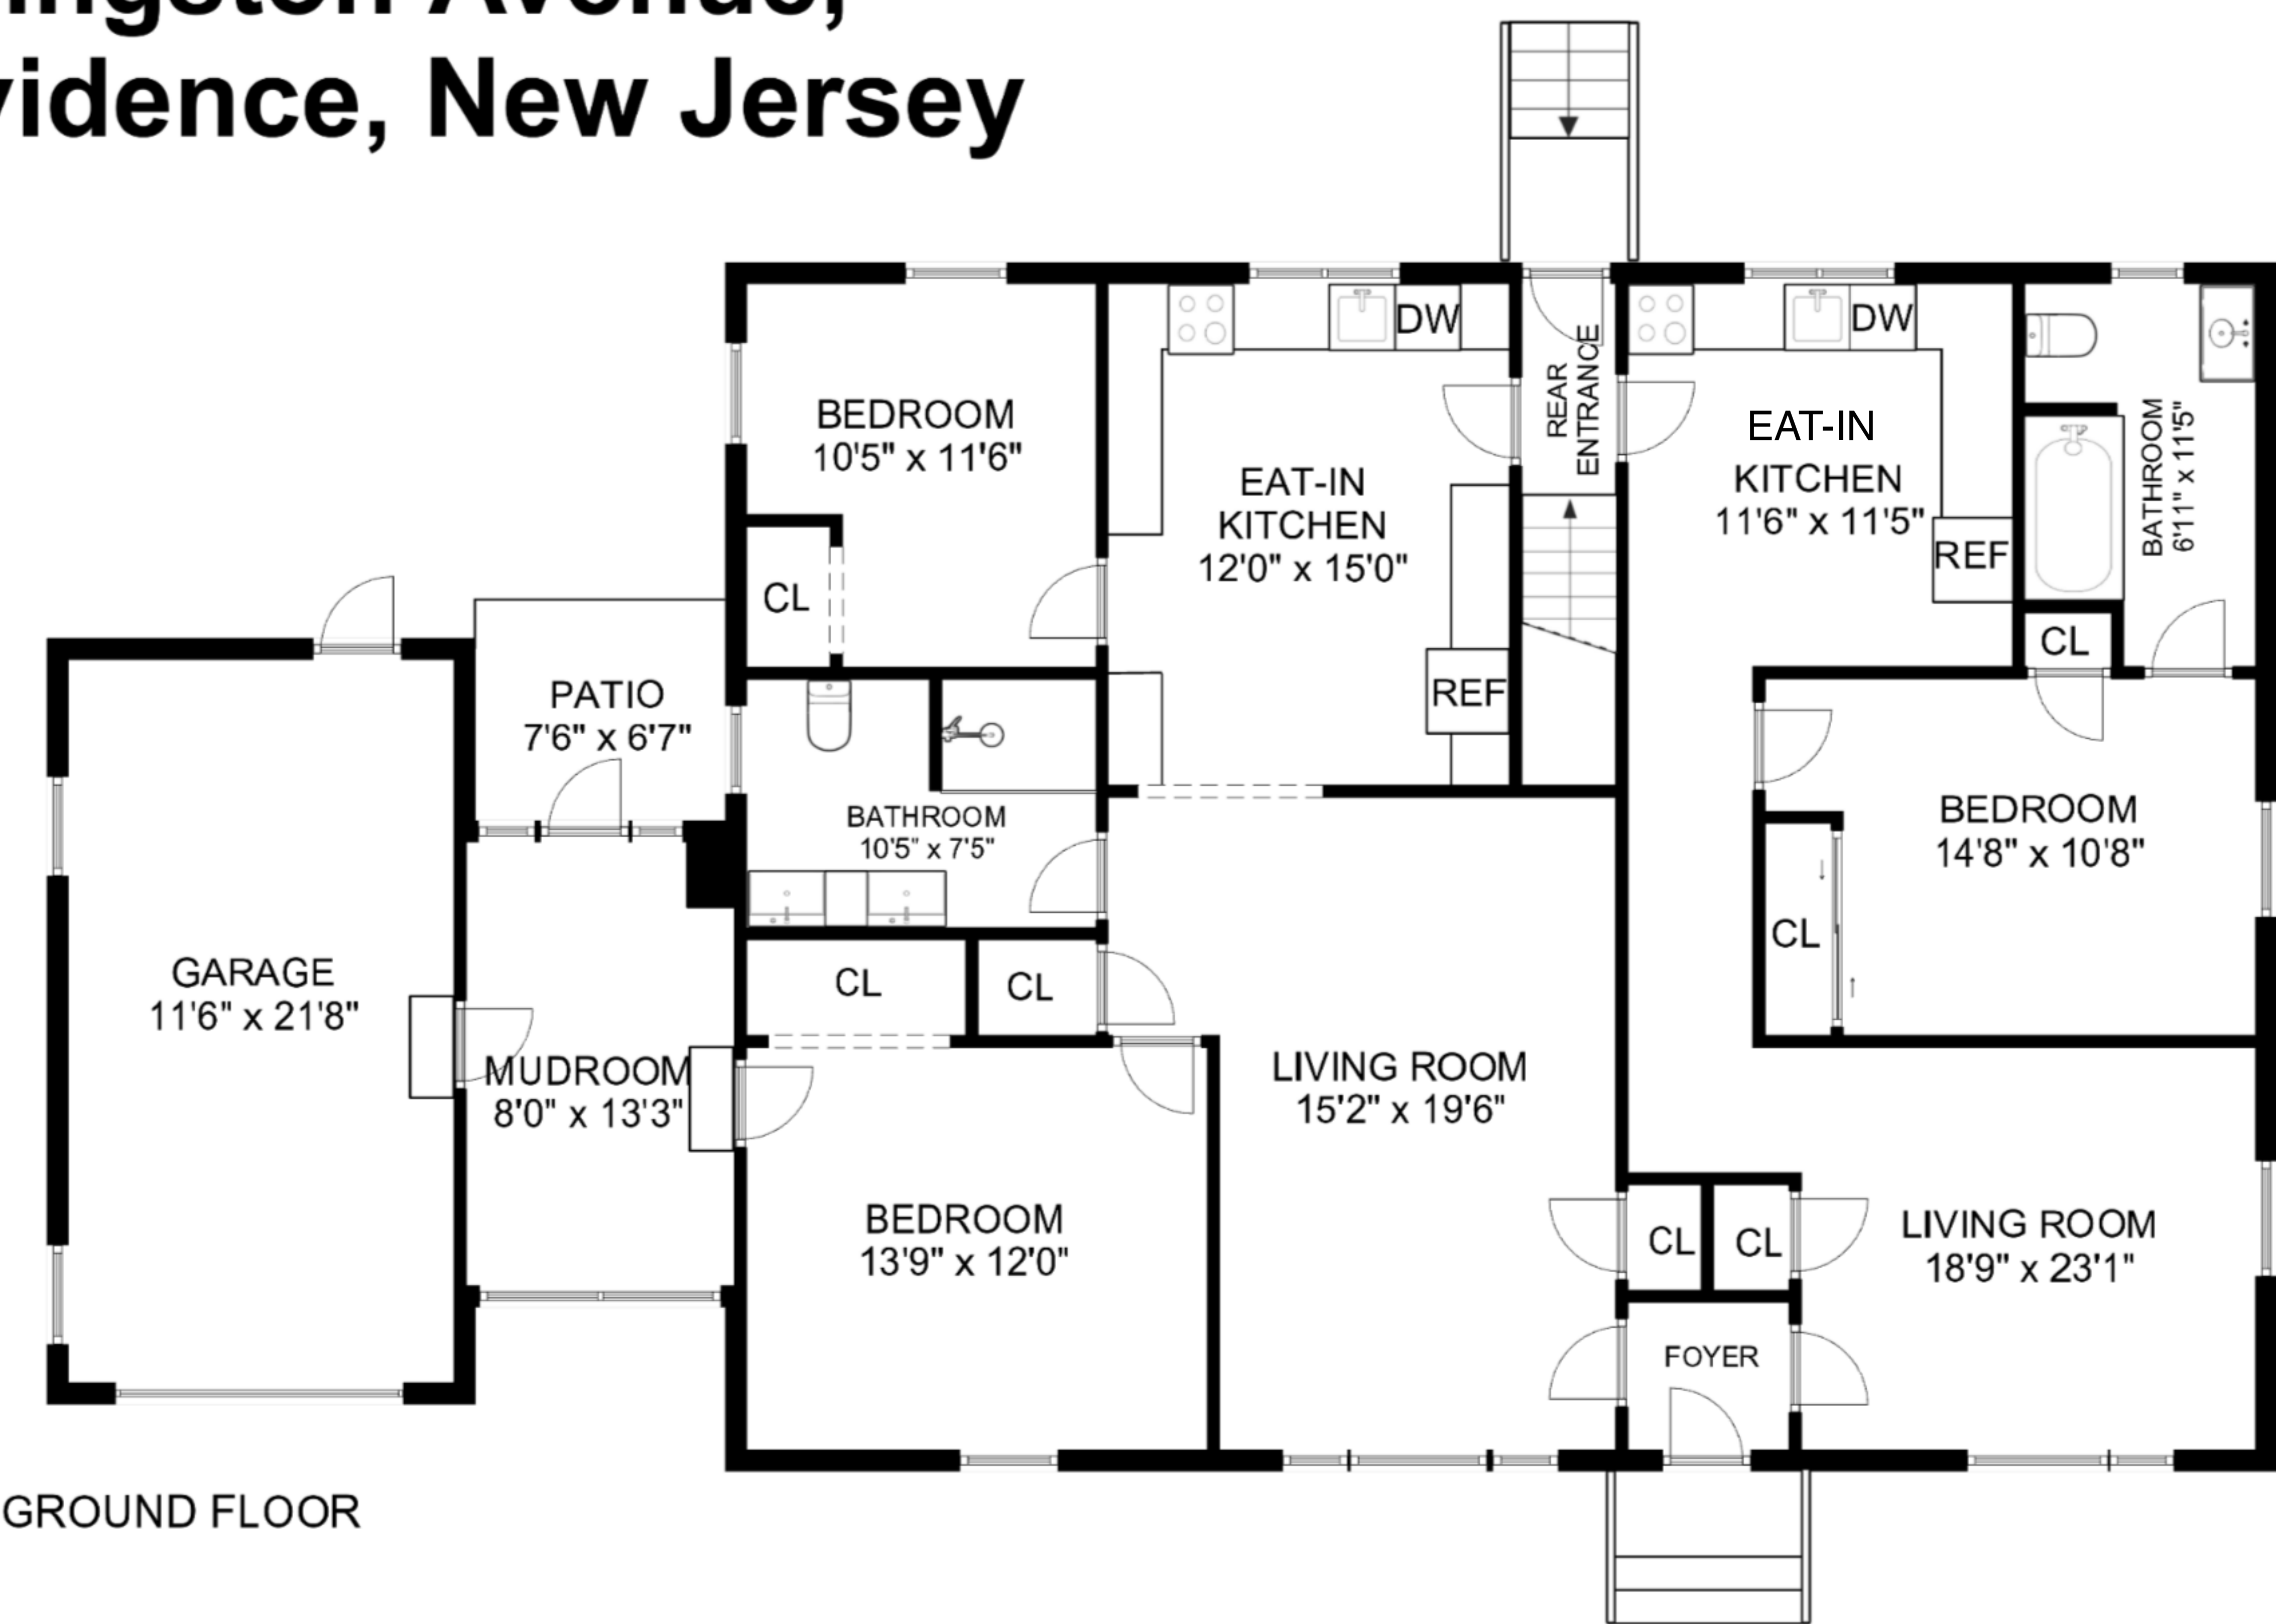 Avenue,
New Jersey
DW
DW
REAR
ENTRANCE
BEDROOM
10'5" x 11'6"
EAT-IN
KITCHEN
12'0" x 15'0"
EAT-IN
KITCHEN
11'6" x 11'5"
BATHROOM
6'11" x 11'5"
REF
CL
CL
REF
PATIO
7'6" x 6'7"
BATHROOM
10'5" x 7'5"
BEDROOM
14'8" x 10'8"
CL
GARAGE
11'6" x 21'8"
CL
CL
MUDROOM
8'0" x 13'3"
LIVING ROOM
15'2" x 19'6"
BEDROOM
13'9" x 12'0"
CL
CL
LIVING ROOM
18'9" x 23'1"
FOYER
GROUND FLOOR